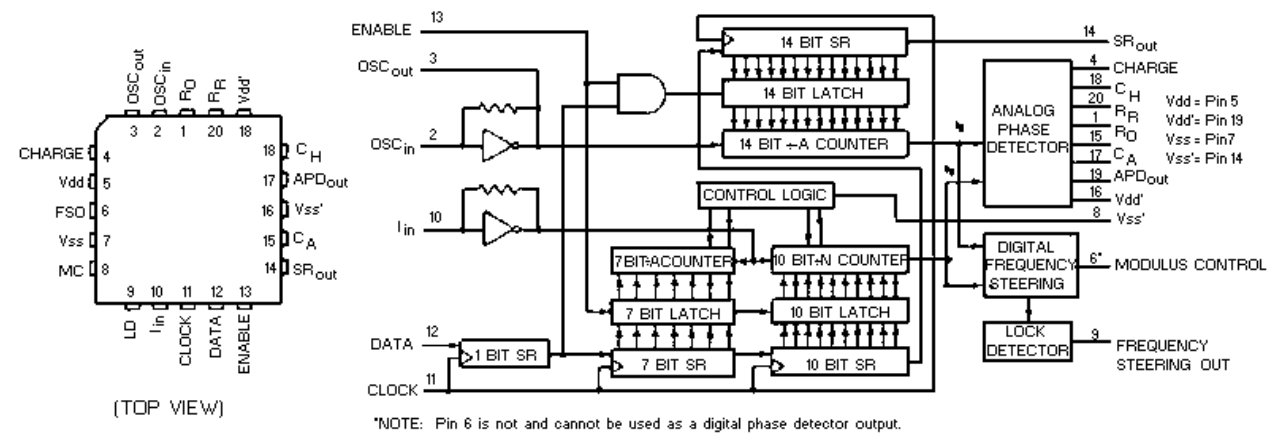 OSCout
OSCin
RO
RR
Vdd'
3 2 1 20 18
CHARGE 4
Vdd 5
FSO 6
Vss 7
MC 8
18 CH
17 APDout
16 Vss'
15 CA
14 SRout
9 10 11 12 13
LD
Iin
CLOCK
DATA
ENABLE
(TOP VIEW)
ENABLE 13
OSCout 3
OSCin 2
Iin 10
DATA 12
CLOCK 11
14 BIT SR
14 BIT LATCH
14 BIT ÷A COUNTER
CONTROL LOGIC
7BIT÷ACOUNTER
10 BIT÷N COUNTER
7 BIT LATCH
10 BIT LATCH
1 BIT SR
7 BIT SR
10 BIT SR
ANALOG
PHASE
DETECTOR
DIGITAL
FREQUENCY
STEERING
LOCK
DETECTOR
14 SRout
4 CHARGE
18 CH
20 RR
1 RO
15 CA
17 APDout
19 Vdd'
16 Vss'
8 MODULUS CONTROL
6* FREQUENCY
STEERING OUT
9
Vdd = Pin 5
Vdd' = Pin 19
Vss = Pin7
Vss' = Pin 14
*NOTE: Pin 6 is not and cannot be used as a digital phase detector output.